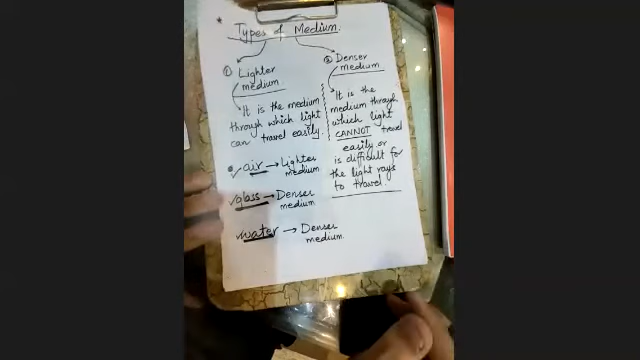 * Types of Medium.
① Lighter medium
It is the medium
through which light
can travel easily.
air → Lighter
medium
glass → Denser
medium
water → Denser
medium.
② Denser
medium
It is the
medium through
which light
CANNOT travel
easily or
is difficult for
the light rays
to travel.